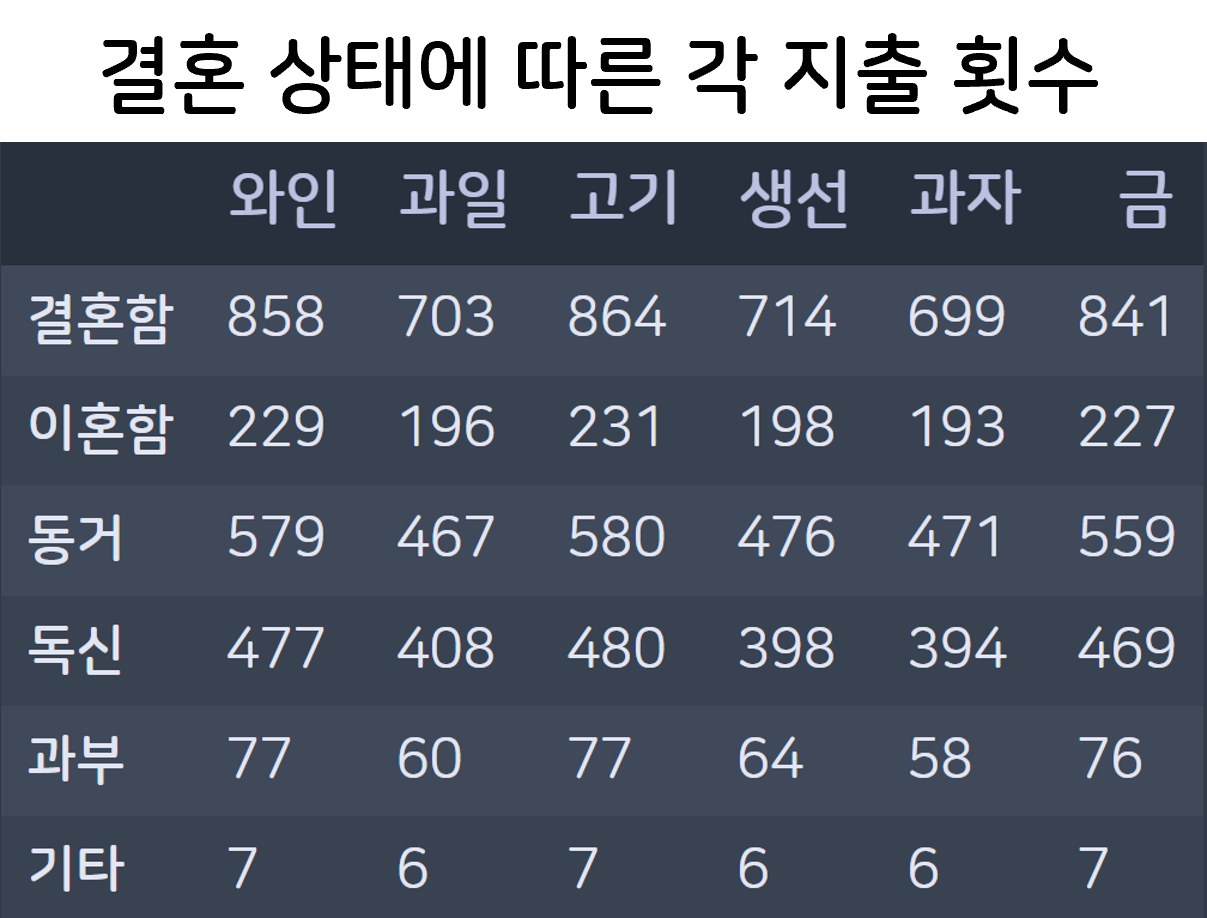 결혼 상태에 따른 각 지출 횟수
와인 과일 고기 생선 과자 금
결혼함 858 703 864 714 699 841
이혼함 229 196 231 198 193 227
동거 579 467 580 476 471 559
독신 477 408 480 398 394 469
과부 77 60 77 64 58 76
기타 7 6 7 6 6 7